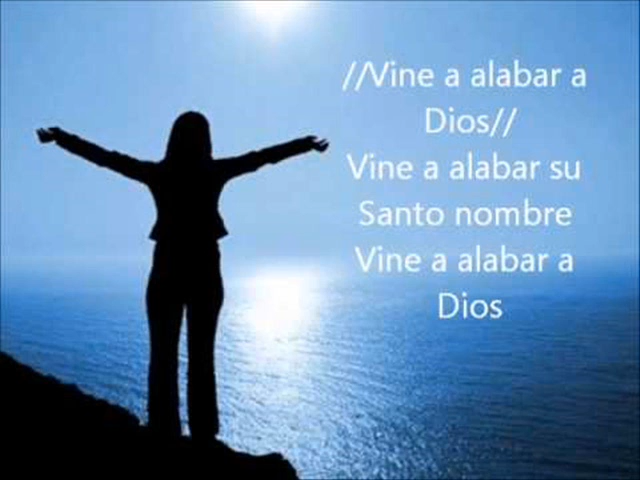 //Vine a alabar a
Dios//
Vine a alabar su
Santo nombre
Vine a alabar a
Dios